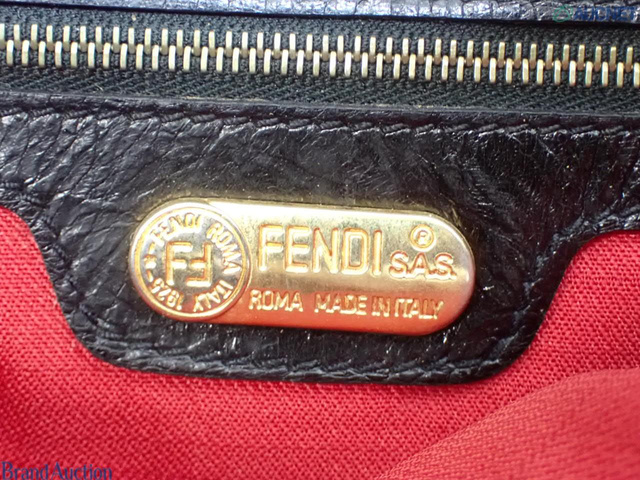 FENDI ROMA
ITALY 1925
FF
FENDI® S.A.S.
ROMA MADE IN ITALY
Brand Auction